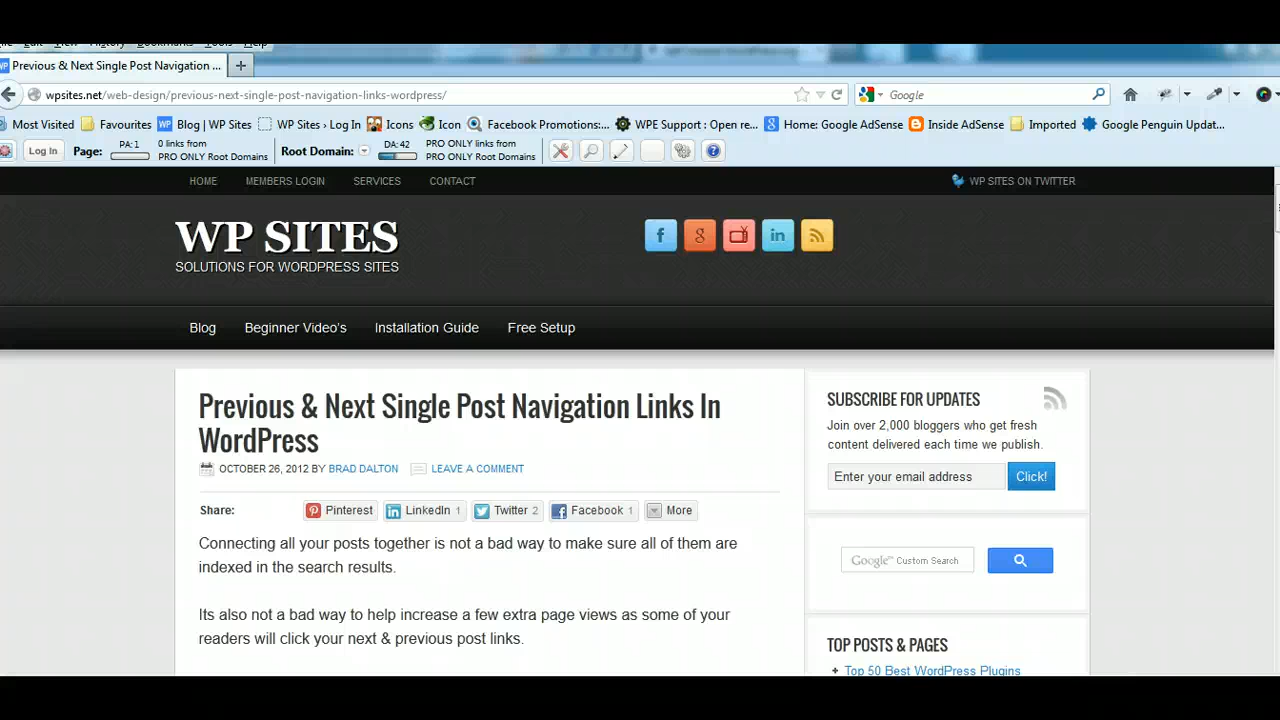 File Edit View History Bookmarks Tools Help
WP Previous & Next Single Post Navigation ... +
wpsites.net/web-design/previous-next-single-post-navigation-links-wordpress/ Google
Most Visited Favourites WP Blog | WP Sites WP Sites › Log In Icons Icon Facebook Promotions:... WPE Support : Open re... Home: Google AdSense Inside AdSense Imported Google Penguin Updat...
Log In Page: PA: 1 0 links from PRO ONLY Root Domains Root Domain: DA: 42 PRO ONLY links from PRO ONLY Root Domains
HOME MEMBERS LOGIN SERVICES CONTACT WP SITES ON TWITTER
WP SITES
SOLUTIONS FOR WORDPRESS SITES
Blog Beginner Video's Installation Guide Free Setup
Previous & Next Single Post Navigation Links In
WordPress
OCTOBER 26, 2012 BY BRAD DALTON LEAVE A COMMENT
Share: Pinterest LinkedIn 1 Twitter 2 Facebook 1 More
Connecting all your posts together is not a bad way to make sure all of them are
indexed in the search results.
Its also not a bad way to help increase a few extra page views as some of your
readers will click your next & previous post links.
SUBSCRIBE FOR UPDATES
Join over 2,000 bloggers who get fresh
content delivered each time we publish.
Enter your email address Click!
Google™ Custom Search
TOP POSTS & PAGES
Top 50 Best WordPress Plugins